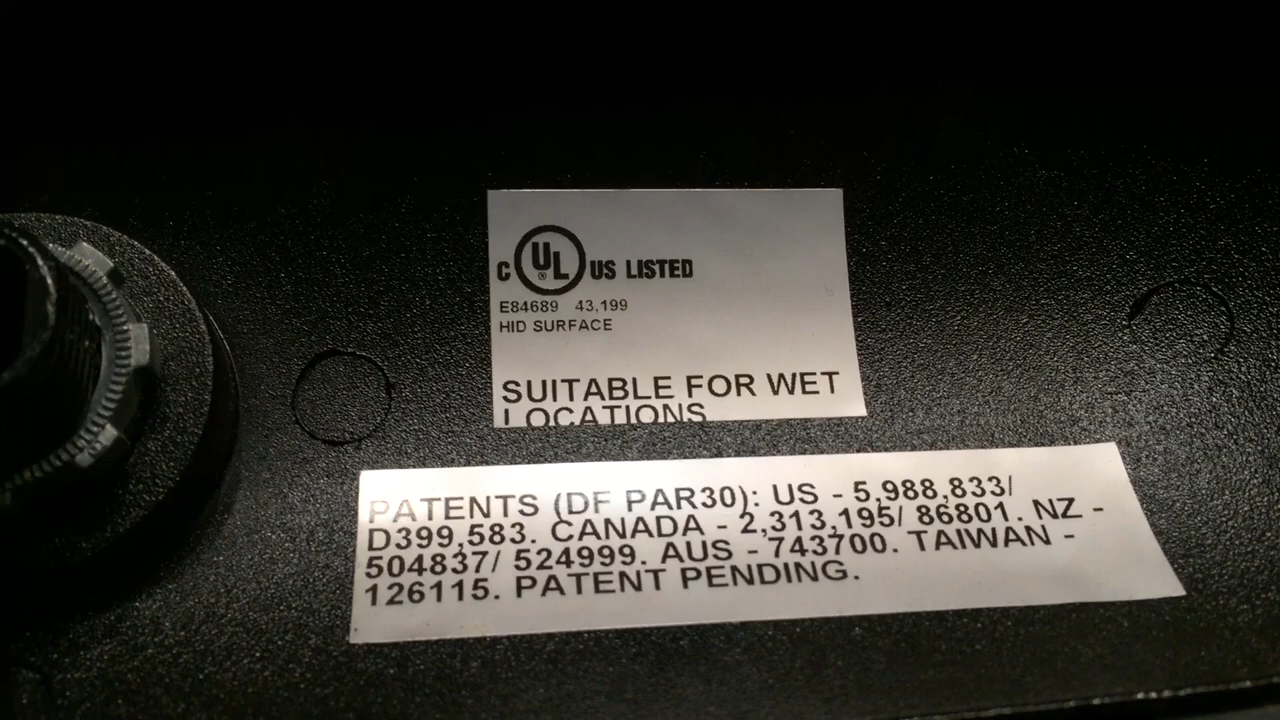 C UL® US LISTED
E84689 43,199
HID SURFACE
SUITABLE FOR WET
LOCATIONS
PATENTS (DF PAR30): US - 5,988,833/
D399,583. CANADA - 2,313,195/ 86801. NZ -
504837/ 524999. AUS - 743700. TAIWAN -
126115. PATENT PENDING.